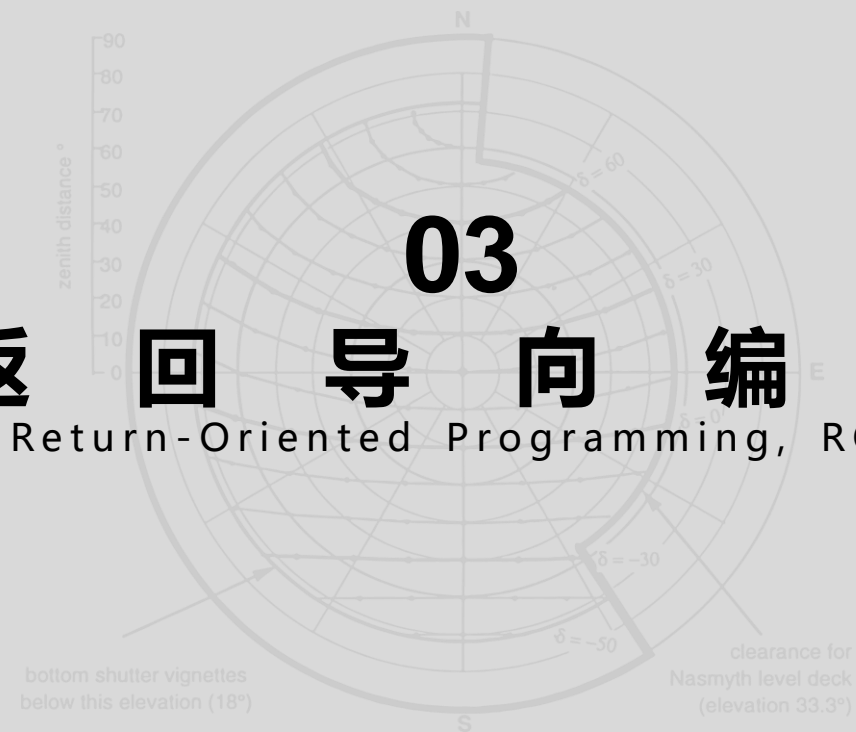 N
90
80
70
60
50
40
30
20
10
0
zenith distance °
δ = 60
δ = 30
03
回 导 向 编
E
δ = 0
Return-Oriented Programming, R
δ = −30
δ = −50
bottom shutter vignettes
below this elevation (18°)
clearance for
Nasmyth level deck
(elevation 33.3°)
S